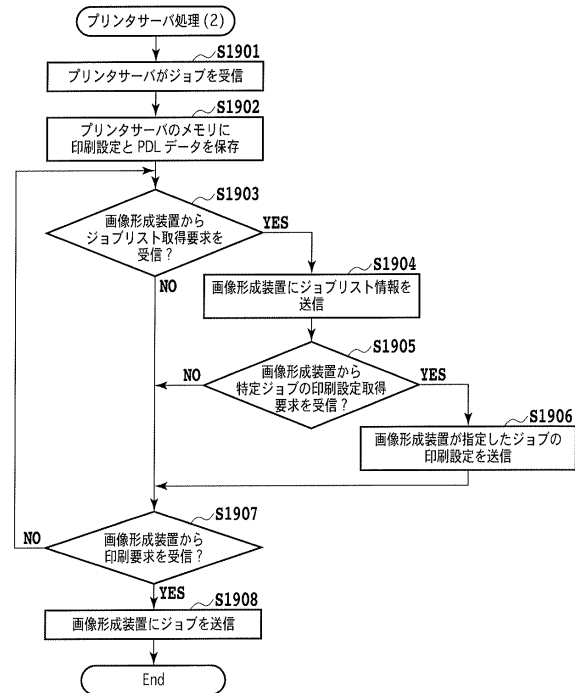 プリンタサーバ処理(2)
S1901
プリンタサーバがジョブを受信
S1902
プリンタサーバのメモリに
印刷設定と PDL データを保存
S1903
画像形成装置から
ジョブリスト取得要求を
受信?
YES
NO
S1904
画像形成装置にジョブリスト情報を
送信
S1905
画像形成装置から
特定ジョブの印刷設定取得
要求を受信?
NO
YES
S1906
画像形成装置が指定したジョブの
印刷設定を送信
S1907
画像形成装置から
印刷要求を受信?
NO
YES
S1908
画像形成装置にジョブを送信
End